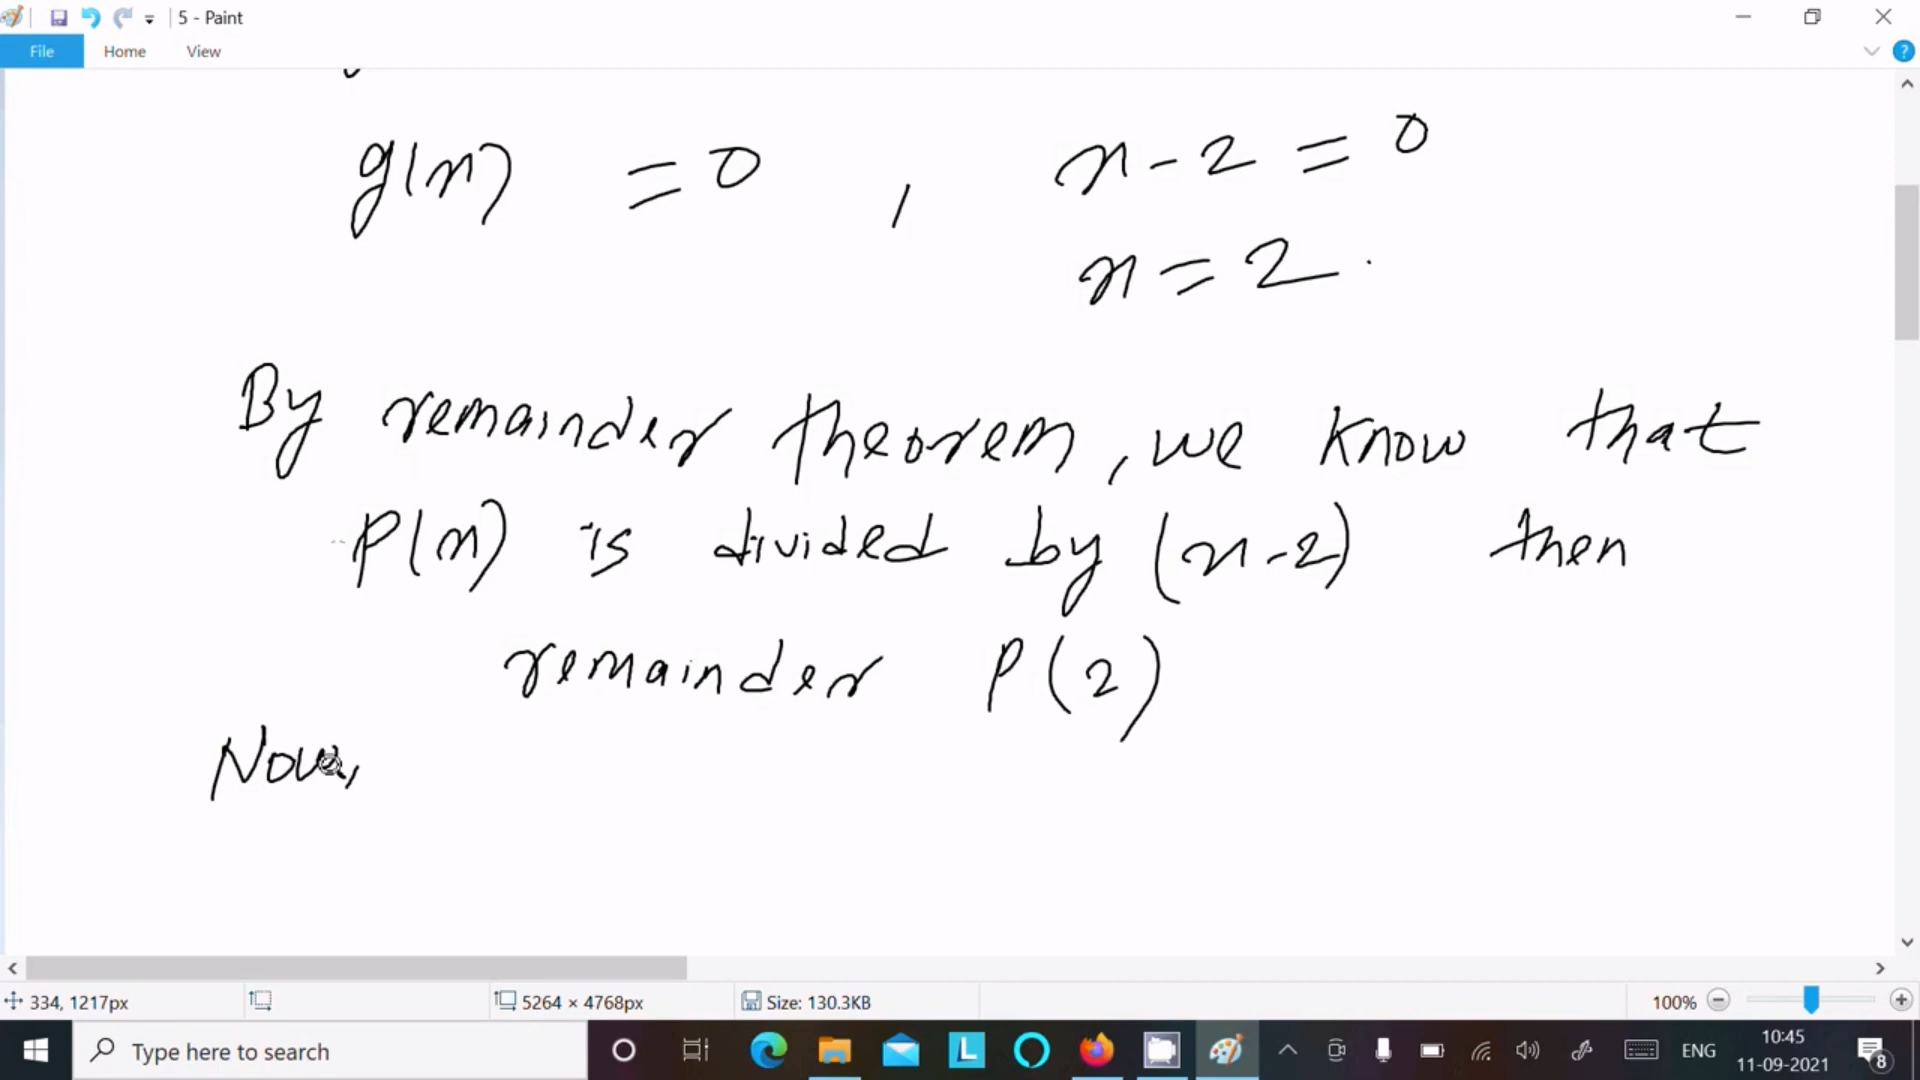 5 - Paint
File Home View
g(x) = 0 , x - 2 = 0
x = 2 .
By remainder theorem, we know that
P(x) is divided by (x - 2) then
remainder P(2)
Now,
334, 1217px 5264 × 4768px Size: 130.3KB 100%
Type here to search L ENG 10:45
11-09-2021 8